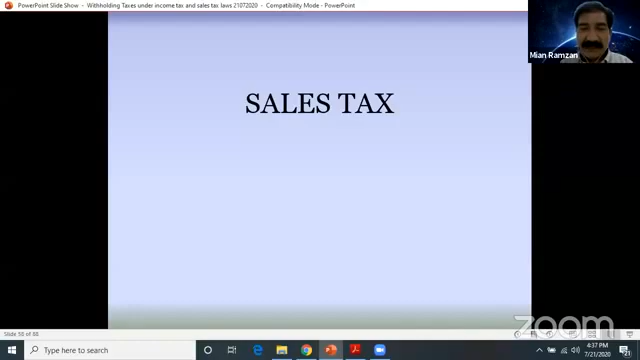 PowerPoint Slide Show - Withholding Taxes under income tax and sales tax laws 21072020 - Compatibility Mode - PowerPoint
Mian Ramzan
SALES TAX
zoom
Slide 58 of 88
Type here to search
4:37 PM
7/21/2020